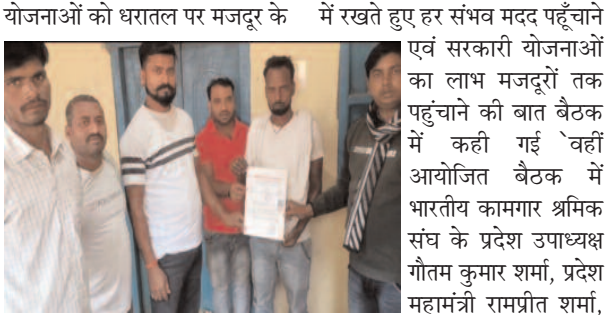 योजनाओं को धरातल पर मजदूर के
में रखते हुए हर संभव मदद पहुँचाने
एवं सरकारी योजनाओं
का लाभ मजदूरों तक
पहुंचाने की बात बैठक
में कही गई `वहीं
आयोजित बैठक में
भारतीय कामगार श्रमिक
संघ के प्रदेश उपाध्यक्ष
गौतम कुमार शर्मा, प्रदेश
महामंत्री रामप्रीत शर्मा,